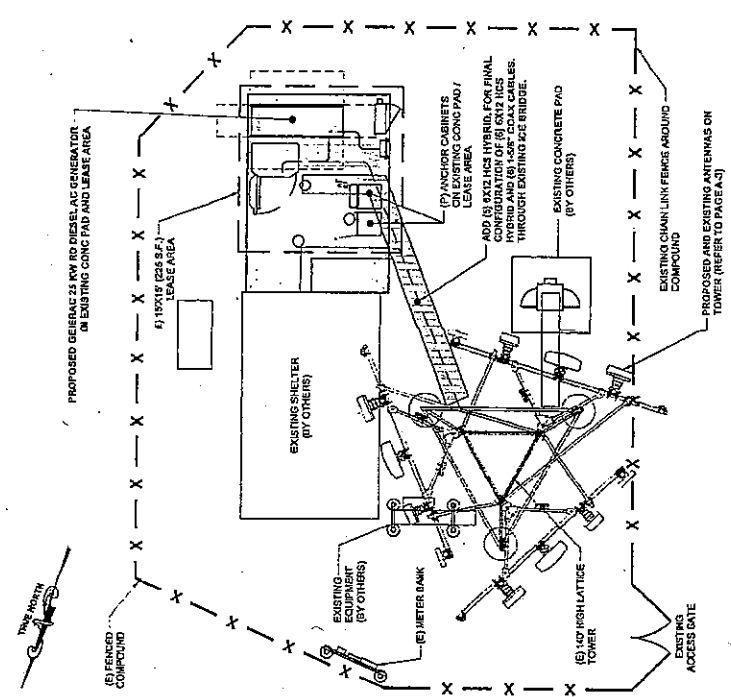 PROPOSED GEIERAC 25 KW RD DIESEL AC GENERATOR
ON EXISTING CONC PAD AND LEASE AREA
E) 15'X15' (225 S.F.)
LEASE AREA
(E) FENCED
COMPOUND
TRUE NORTH
EXISTING SHELTER
(BY OTHERS)
(P) ANCHOR CABINETS
ON EXISTING CONC PAD /
LEASE AREA
ADD (5) 6X12 HCS HYBRID, FOR FINAL
CONFIGURATION OF (6) 6X12 HCS
HYBRID AND (6) 1-5/8" COAX CABLES.
THROUGH EXISTING ICE BRIDGE.
EXISTING CONCRETE PAD
(BY OTHERS)
EXISTING CHAIN LINK FENCE AROUND
COMPOUND
PROPOSED AND EXISTING ANTENNAS ON
TOWER (REFER TO PAGE A-3)
EXISTING
EQUIPMENT
(BY OTHERS)
(E) METER BANK
(E) 140' HIGH LATTICE
TOWER
EXISTING
ACCESS GATE